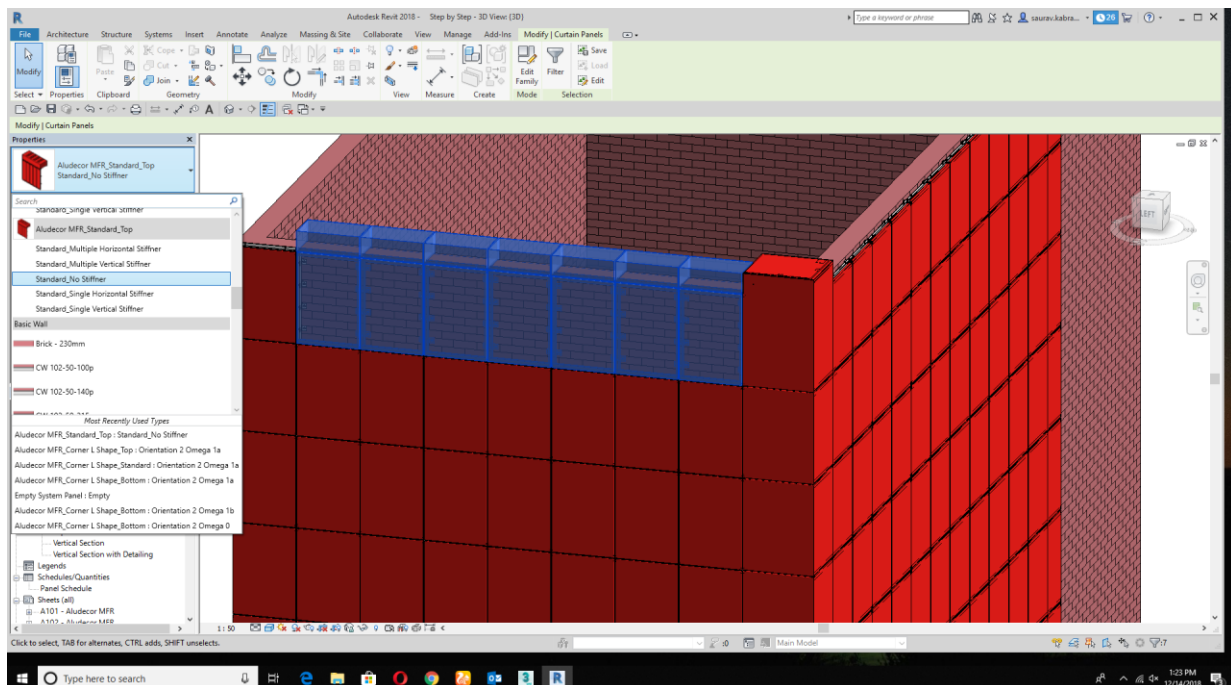 Autodesk Revit 2018 - Step by Step - 3D View: {3D}
Type a keyword or phrase
saurav.kabra...
26
File Architecture Structure Systems Insert Annotate Analyze Massing & Site Collaborate View Manage Add-Ins Modify | Curtain Panels
Modify
Paste
Cope
Cut
Join
Edit Family
Filter
Save
Load
Edit
Select Properties Clipboard Geometry Modify View Measure Create Mode Selection
Modify | Curtain Panels
Properties
Aludecor MFR_Standard_Top
Standard_No Stiffner
Search
Standard_Single Vertical Stiffner
Aludecor MFR_Standard_Top
Standard_Multiple Horizontal Stiffner
Standard_Multiple Vertical Stiffner
Standard_No Stiffner
Standard_Single Horizontal Stiffner
Standard_Single Vertical Stiffner
Basic Wall
Brick - 230mm
CW 102-50-100p
CW 102-50-140p
Most Recently Used Types
Aludecor MFR_Standard_Top : Standard_No Stiffner
Aludecor MFR_Corner L Shape_Top : Orientation 2 Omega 1a
Aludecor MFR_Corner L Shape_Standard : Orientation 2 Omega 1a
Aludecor MFR_Corner L Shape_Bottom : Orientation 2 Omega 1a
Empty System Panel : Empty
Aludecor MFR_Corner L Shape_Bottom : Orientation 2 Omega 1b
Aludecor MFR_Corner L Shape_Bottom : Orientation 2 Omega 0
Vertical Section
Vertical Section with Detailing
Legends
Schedules/Quantities
Panel Schedule
Sheets (all)
A101 - Aludecor MFR
A102 - Aludecor MFR
LEFT
1 : 50
Click to select, TAB for alternates, CTRL adds, SHIFT unselects.
:0
Main Model
:7
Type here to search
1:23 PM
12/14/2018